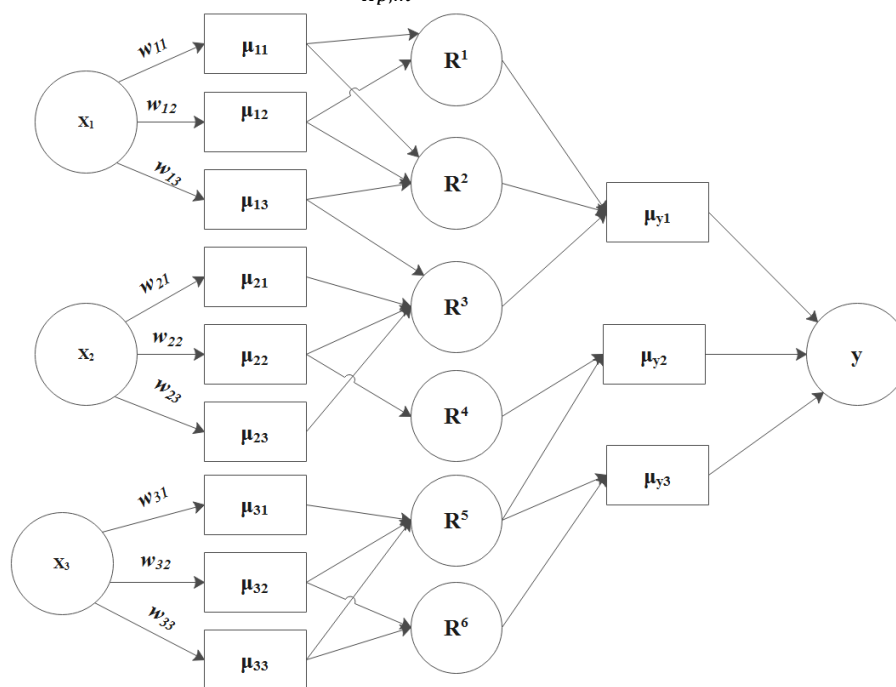 w₁₁
w₁₂
w₁₃
x₁
μ₁₁
μ₁₂
μ₁₃
w₂₁
w₂₂
w₂₃
x₂
μ₂₁
μ₂₂
μ₂₃
w₃₁
w₃₂
w₃₃
x₃
μ₃₁
μ₃₂
μ₃₃
R¹
R²
R³
R⁴
R⁵
R⁶
μy₁
μy₂
μy₃
y